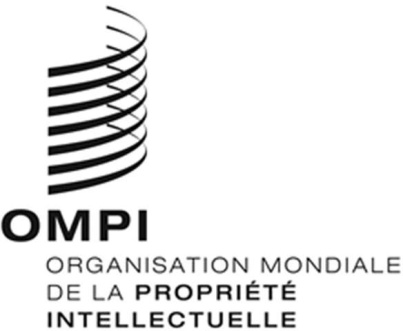 OMPI
ORGANISATION MONDIALE
DE LA PROPRIÉTÉ
INTELLECTUELLE